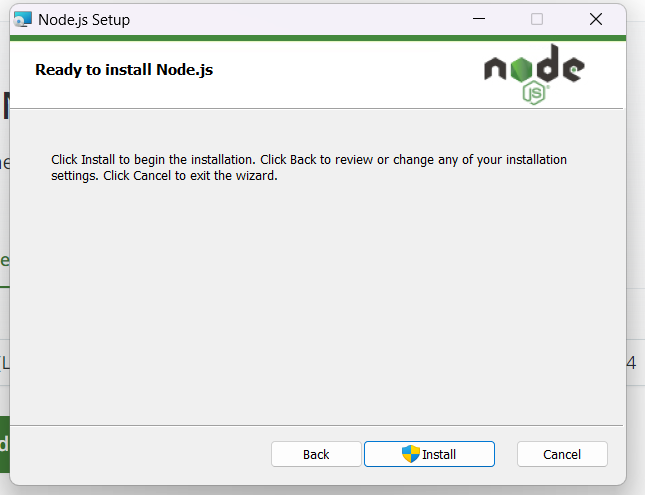 Node.js Setup
Ready to install Node.js
node
JS
Click Install to begin the installation. Click Back to review or change any of your installation
settings. Click Cancel to exit the wizard.
4
Back
Install
Cancel